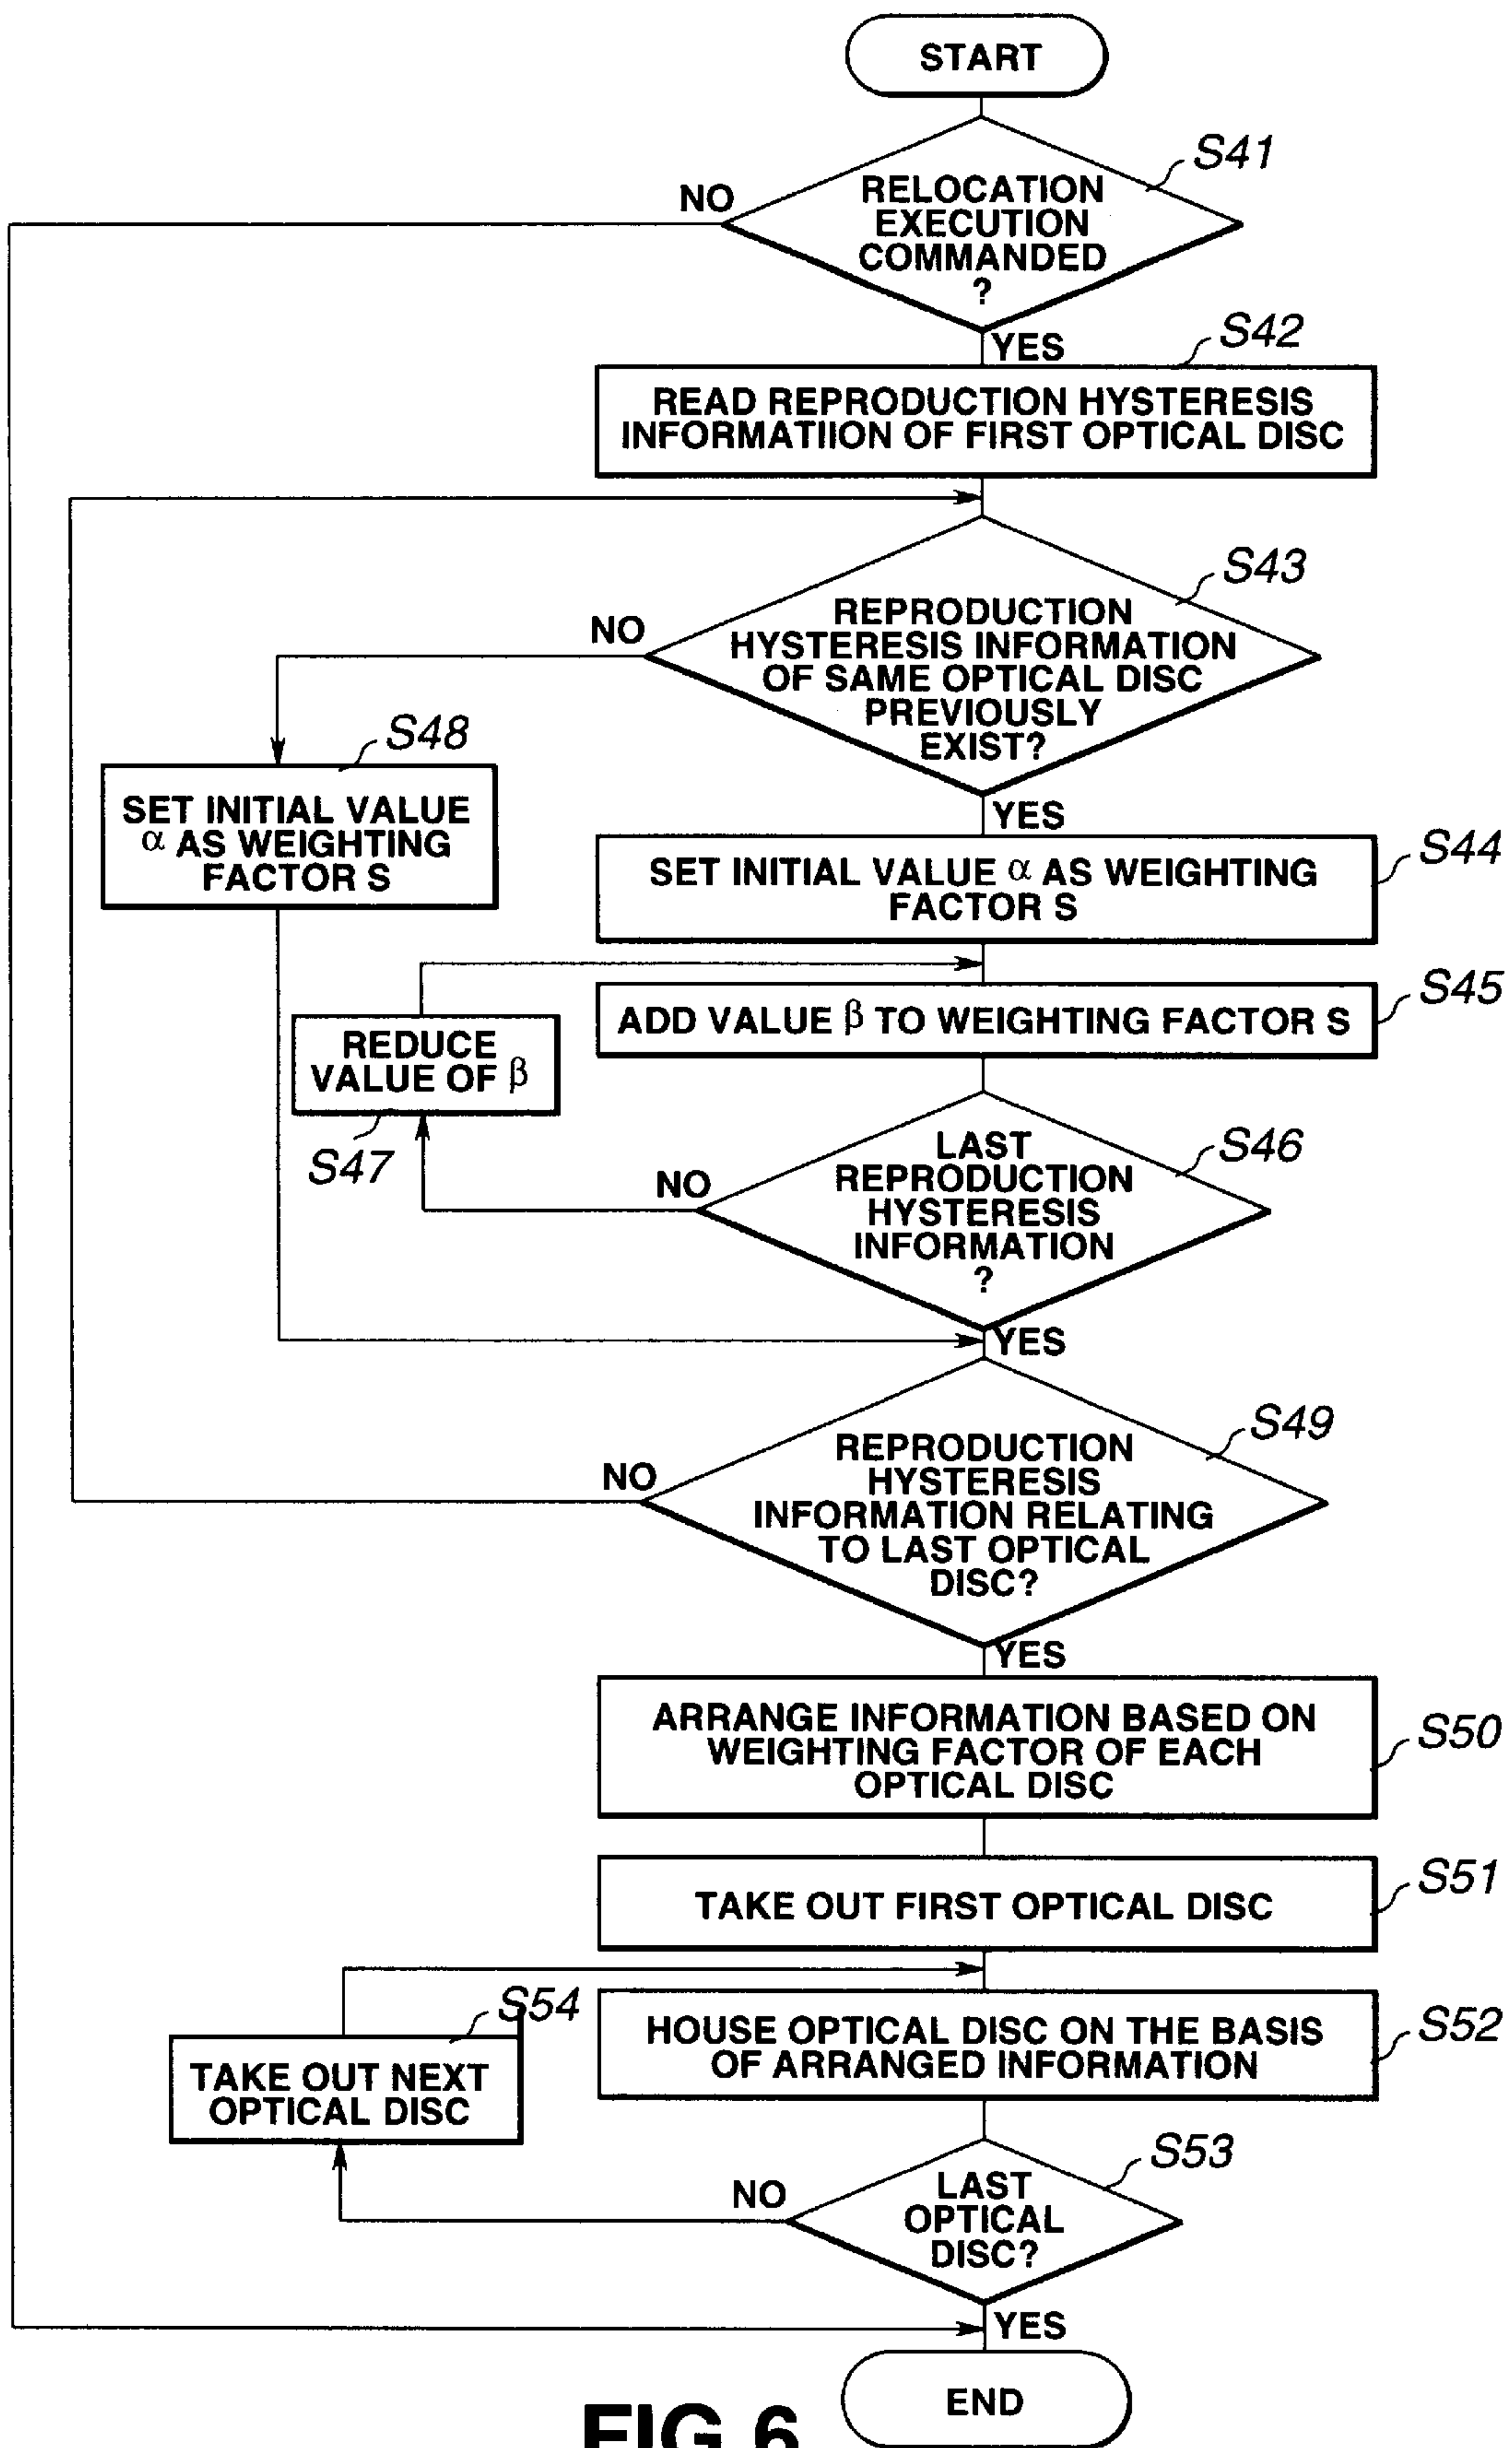 START
S41
NO
RELOCATION
EXECUTION
COMMANDED
?
YES
S42
READ REPRODUCTION HYSTERESIS
INFORMATIION OF FIRST OPTICAL DISC
S43
NO
REPRODUCTION
HYSTERESIS INFORMATION
OF SAME OPTICAL DISC
PREVIOUSLY
EXIST?
S48
SET INITIAL VALUE
α AS WEIGHTING
FACTOR S
YES
S44
SET INITIAL VALUE α AS WEIGHTING
FACTOR S
S45
ADD VALUE β TO WEIGHTING FACTOR S
REDUCE
VALUE OF β
S47
S46
NO
LAST
REPRODUCTION
HYSTERESIS
INFORMATION
?
YES
S49
NO
REPRODUCTION
HYSTERESIS
INFORMATION RELATING
TO LAST OPTICAL
DISC?
YES
ARRANGE INFORMATION BASED ON
WEIGHTING FACTOR OF EACH
OPTICAL DISC
S50
S51
TAKE OUT FIRST OPTICAL DISC
S54
TAKE OUT NEXT
OPTICAL DISC
S52
HOUSE OPTICAL DISC ON THE BASIS
OF ARRANGED INFORMATION
S53
NO
LAST
OPTICAL
DISC?
YES
END
FIG.6